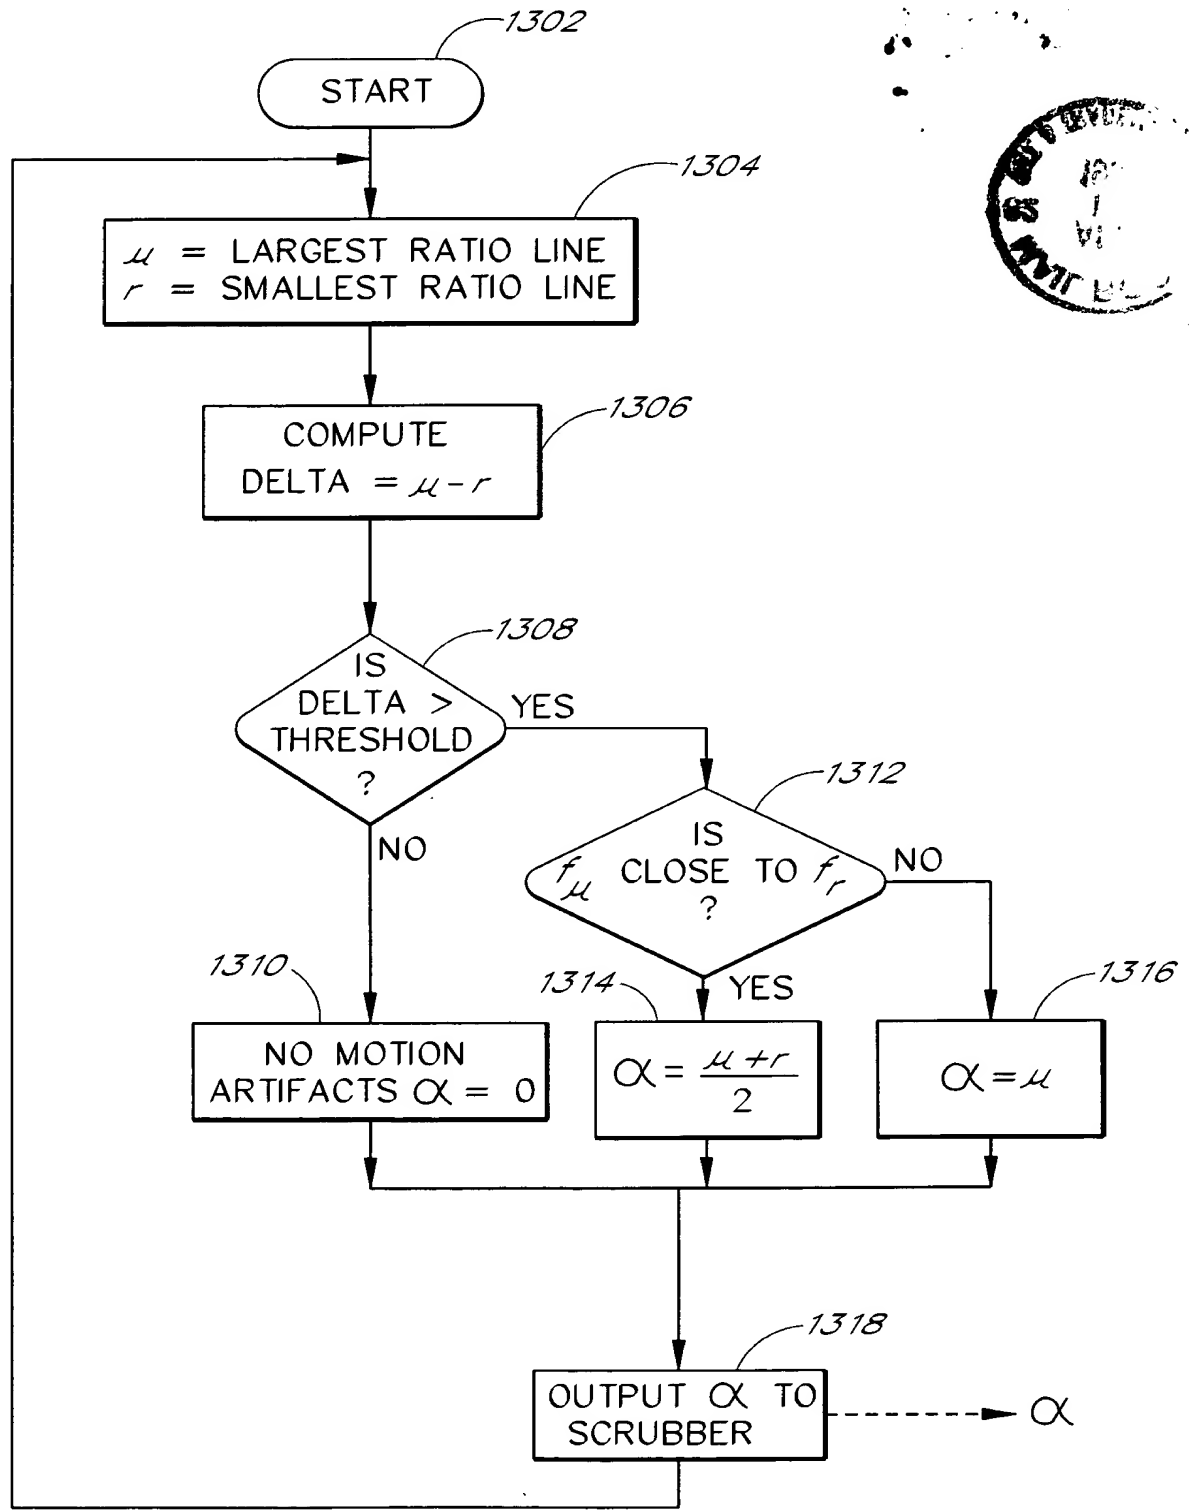 1302
START
1304
μ = LARGEST RATIO LINE
r = SMALLEST RATIO LINE
1306
COMPUTE
DELTA = μ - r
1308
IS
DELTA >
THRESHOLD
?
YES
NO
1312
IS
fμ CLOSE TO fr
?
NO
YES
1310
NO MOTION
ARTIFACTS α = 0
1314
α = μ + r / 2
1316
α = μ
1318
OUTPUT α TO
SCRUBBER
α